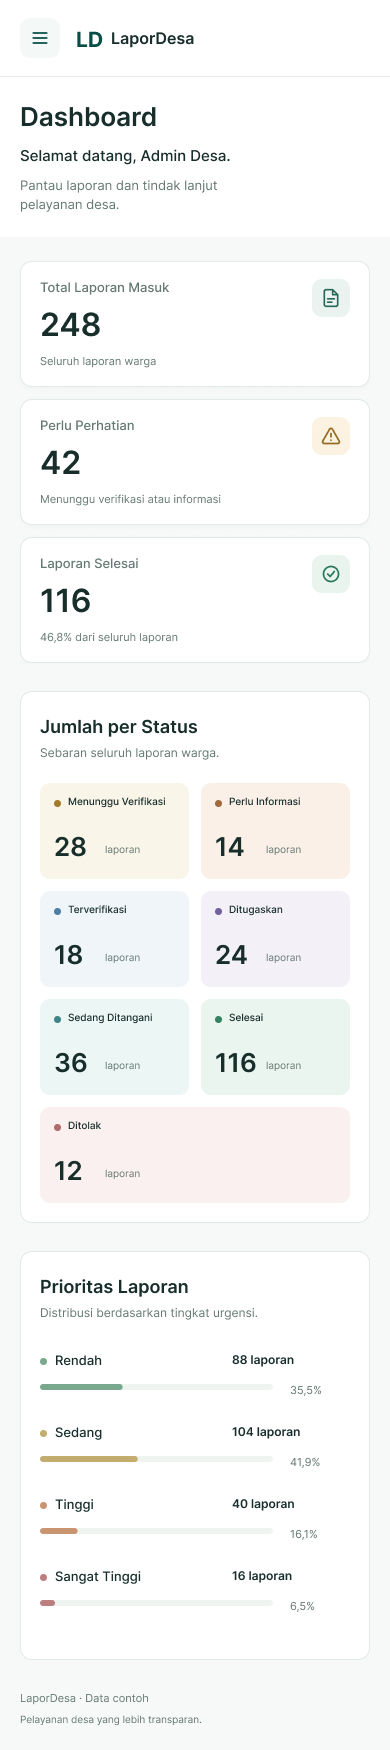 LD LaporDesa
Dashboard
Selamat datang, Admin Desa.
Pantau laporan dan tindak lanjut
pelayanan desa.
Total Laporan Masuk
248
Seluruh laporan warga
Perlu Perhatian
42
Menunggu verifikasi atau informasi
Laporan Selesai
116
46,8% dari seluruh laporan
Jumlah per Status
Sebaran seluruh laporan warga.
Menunggu Verifikasi
28 laporan
Perlu Informasi
14 laporan
Terverifikasi
18 laporan
Ditugaskan
24 laporan
Sedang Ditangani
36 laporan
Selesai
116 laporan
Ditolak
12 laporan
Prioritas Laporan
Distribusi berdasarkan tingkat urgensi.
Rendah 88 laporan
35,5%
Sedang 104 laporan
41,9%
Tinggi 40 laporan
16,1%
Sangat Tinggi 16 laporan
6,5%
LaporDesa · Data contoh
Pelayanan desa yang lebih transparan.